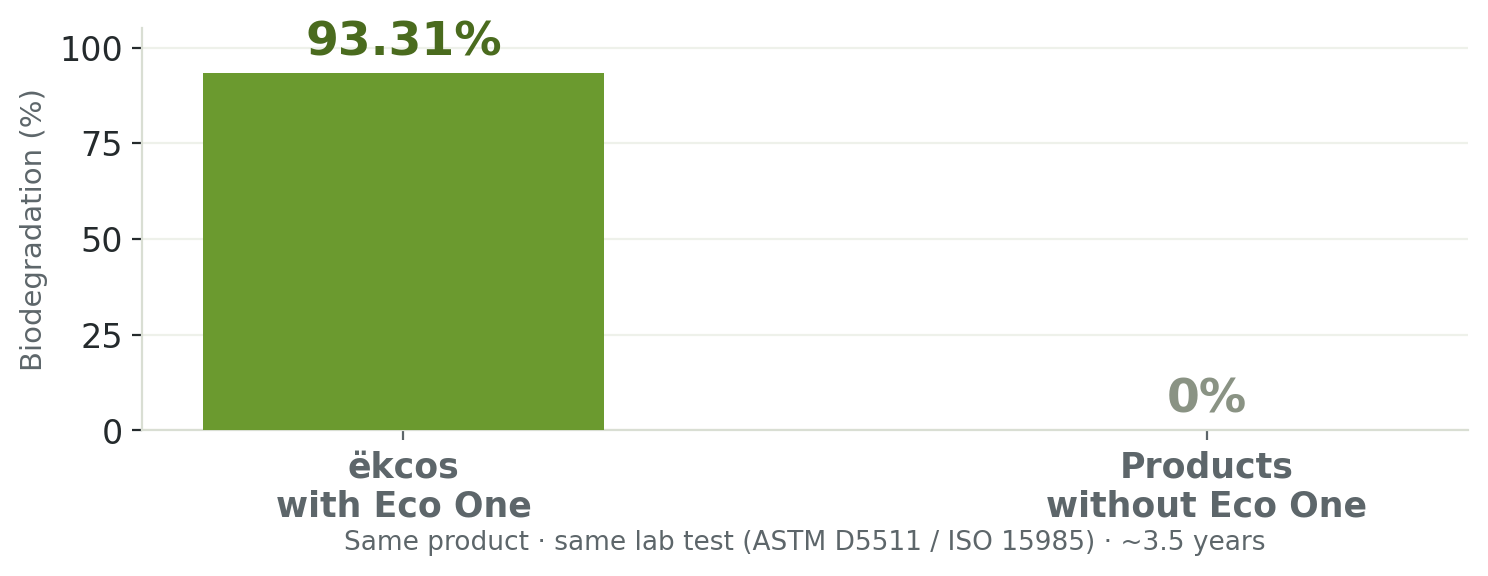 93.31%
100
75
50
25
0
Biodegradation (%)
0%
ëkcos
with Eco One
Products
without Eco One
Same product · same lab test (ASTM D5511 / ISO 15985) · ~3.5 years